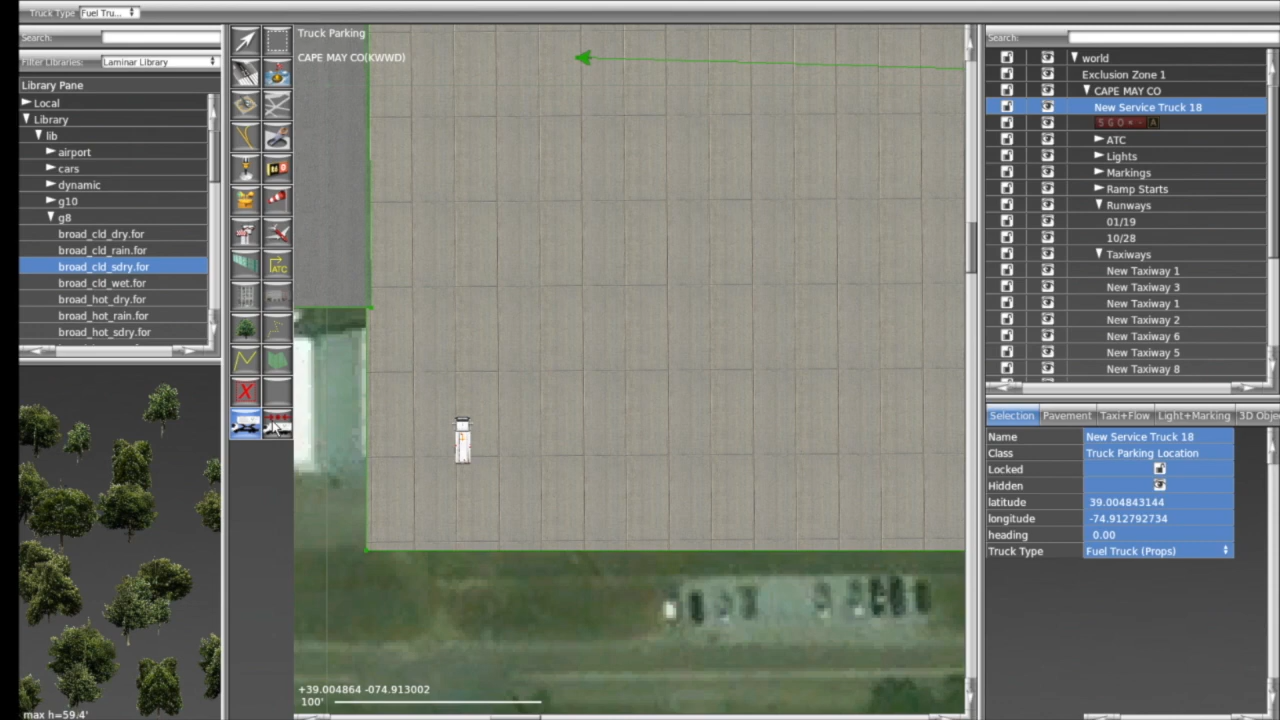 Truck Type Fuel Tru...
Search:
Filter Libraries: Laminar Library
Library Pane
Local
Library
lib
airport
cars
dynamic
g10
g8
broad_cld_dry.for
broad_cld_rain.for
broad_cld_sdry.for
broad_cld_wet.for
broad_hot_dry.for
broad_hot_rain.for
broad_hot_sdry.for
max h=59.4'
ATC
Truck Parking
CAPE MAY CO(KWWD)
+39.004864 -074.913002
100'
Search:
world
Exclusion Zone 1
CAPE MAY CO
New Service Truck 18
S G O * - A
ATC
Lights
Markings
Ramp Starts
Runways
01/19
10/28
Taxiways
New Taxiway 1
New Taxiway 3
New Taxiway 1
New Taxiway 2
New Taxiway 6
New Taxiway 5
New Taxiway 8
Selection Pavement Taxi+Flow Light+Marking 3D Obje
Name New Service Truck 18
Class Truck Parking Location
Locked
Hidden
latitude 39.004843144
longitude -74.912792734
heading 0.00
Truck Type Fuel Truck (Props)